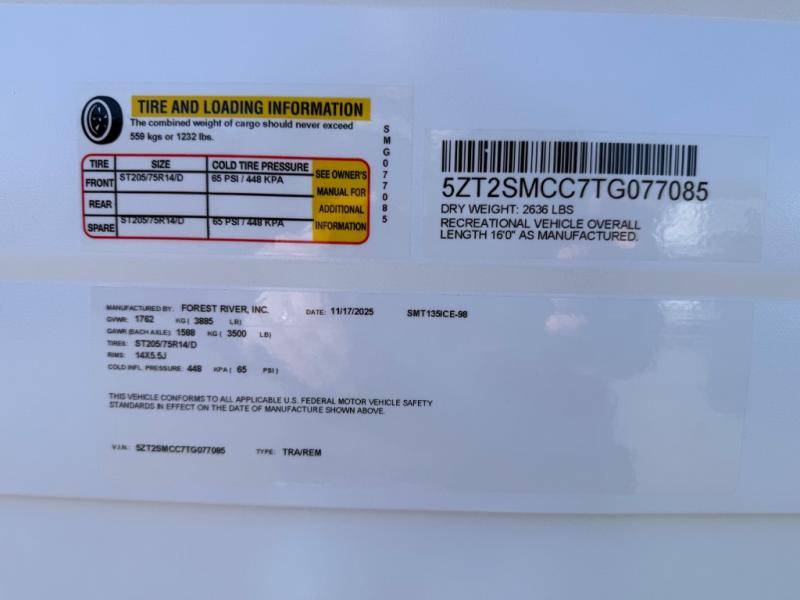 TIRE AND LOADING INFORMATION
The combined weight of cargo should never exceed
559 kgs or 1232 lbs.
TIRE SIZE COLD TIRE PRESSURE
FRONT ST205/75R14/D 65 PSI / 448 KPA
REAR
SPARE ST205/75R14/D 65 PSI / 448 KPA
SEE OWNER'S
MANUAL FOR
ADDITIONAL
INFORMATION
SMG077085
5ZT2SMCC7TG077085
DRY WEIGHT: 2636 LBS
RECREATIONAL VEHICLE OVERALL
LENGTH 16'0" AS MANUFACTURED.
MANUFACTURED BY: FOREST RIVER, INC. DATE: 11/17/2025 SMT135ICE-98
GVWR: 1762 KG ( 3885 LB)
GAWR (EACH AXLE): 1588 KG ( 3500 LB)
TIRES: ST205/75R14/D
RIMS: 14X5.5J
COLD INFL. PRESSURE: 448 KPA ( 65 PSI )
THIS VEHICLE CONFORMS TO ALL APPLICABLE U.S. FEDERAL MOTOR VEHICLE SAFETY
STANDARDS IN EFFECT ON THE DATE OF MANUFACTURE SHOWN ABOVE.
V.I.N.: 5ZT2SMCC7TG077085 TYPE: TRA/REM